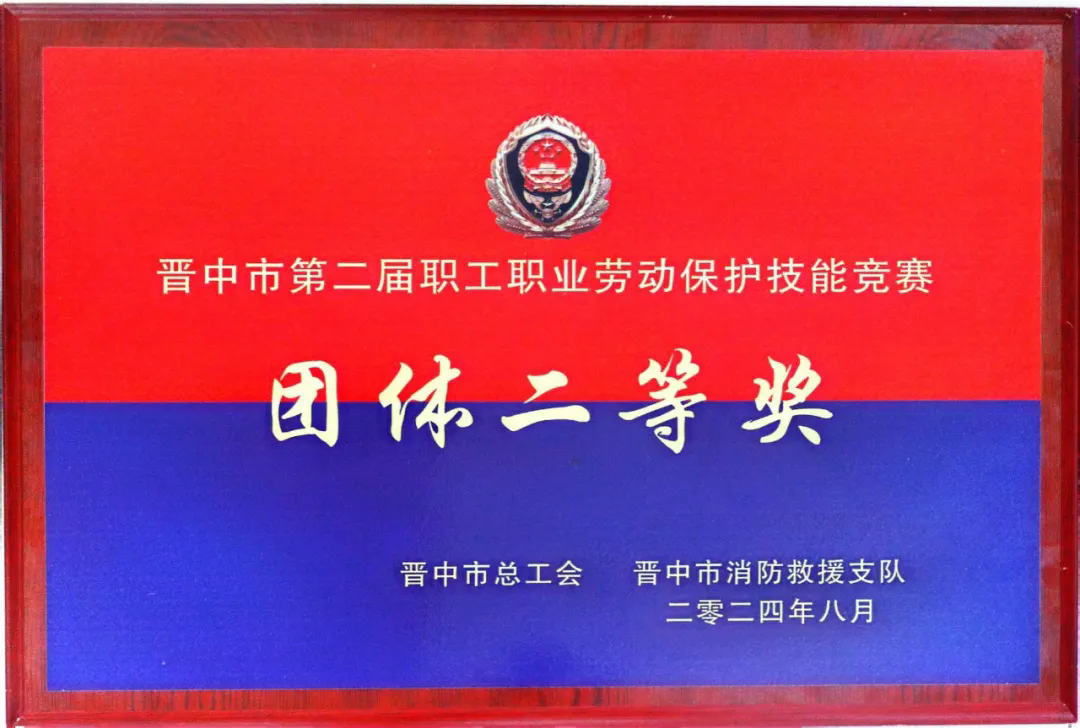 晋中市第二届职工职业劳动保护技能竞赛
团体二等奖
晋中市总工会 晋中市消防救援支队
二零二四年八月